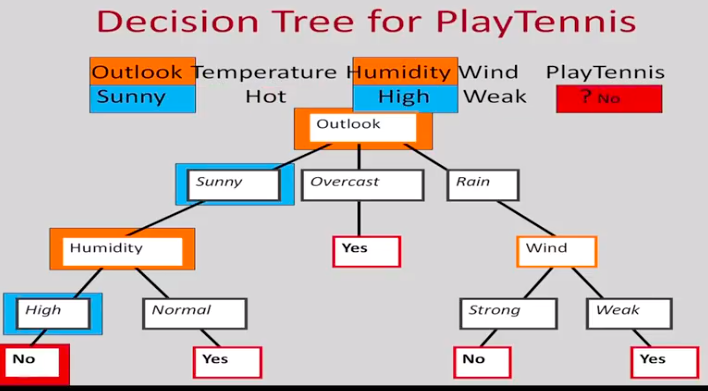 Decision Tree for PlayTennis
Outlook Temperature Humidity Wind PlayTennis
Sunny Hot High Weak ? No
Outlook
Sunny Overcast Rain
Humidity Yes Wind
High Normal Strong Weak
No Yes No Yes